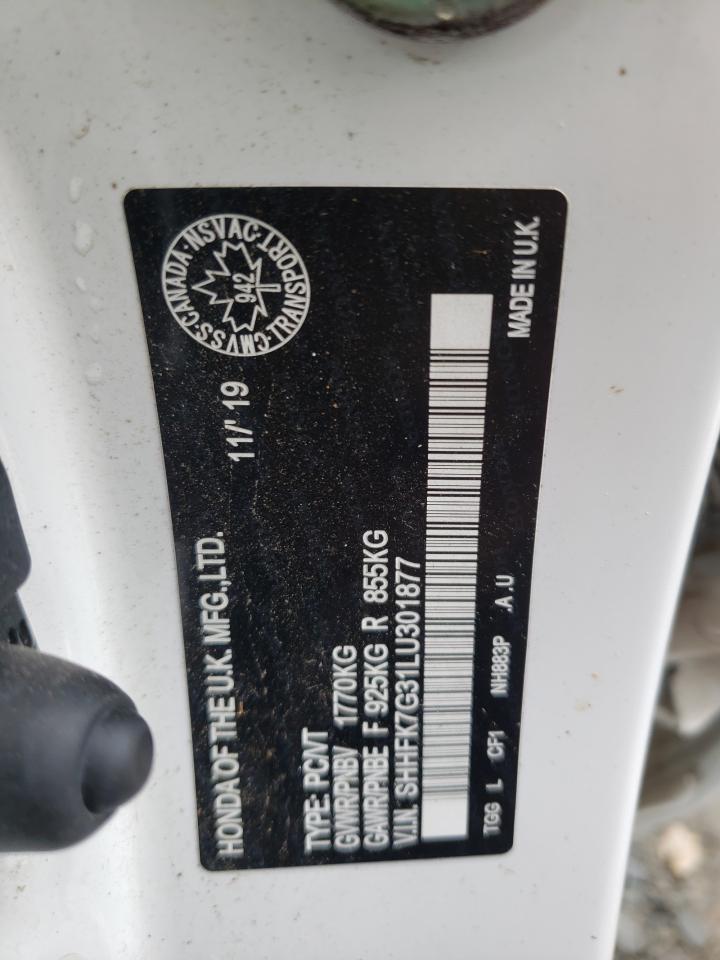 HONDA OF THE U.K. MFG.,LTD. 11/' 19
CMVSS·CANADA·NSVAC·TRANSPORT
942
TYPE: PC/VT
GVWR/PNBV 1770KG
GAWR/PNBE F 925KG R 855KG
V.I.N. SHHFK7G31LU301877
TGG L CF1 NH883P .A .U MADE IN U.K.